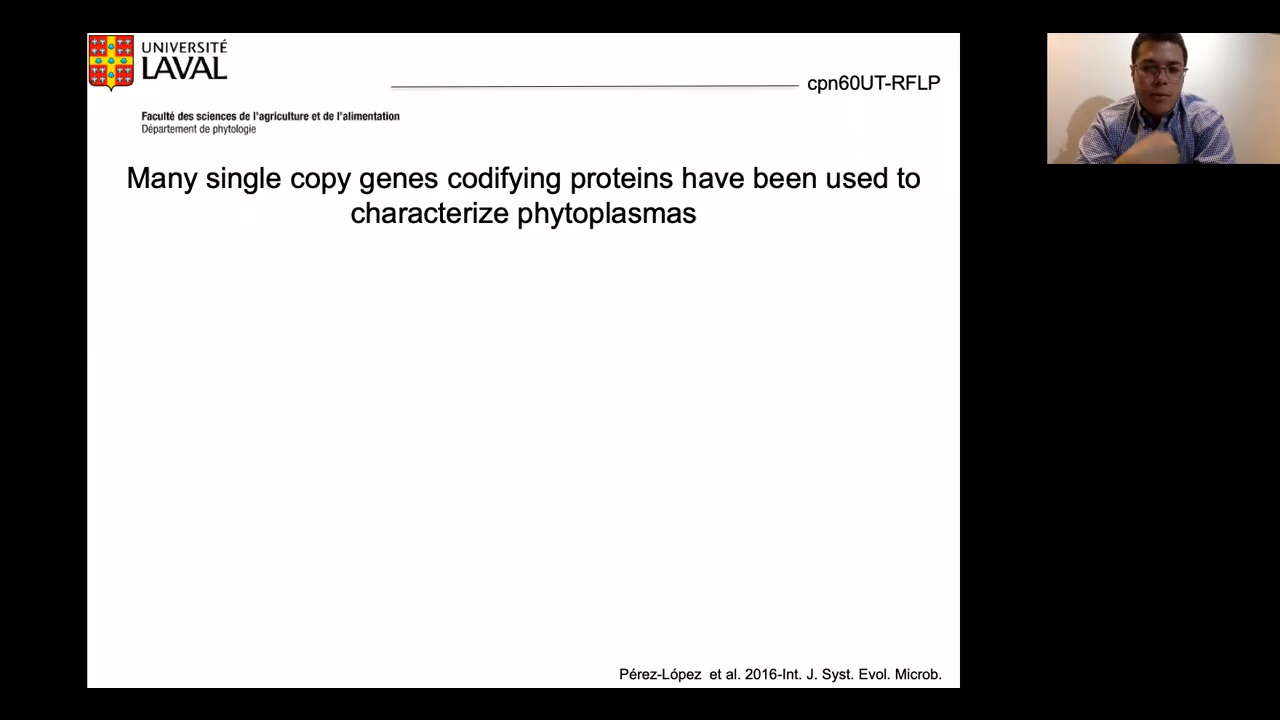 UNIVERSITÉ
LAVAL
cpn60UT-RFLP
Faculté des sciences de l'agriculture et de l'alimentation
Département de phytologie
Many single copy genes codifying proteins have been used to
characterize phytoplasmas
Pérez-López et al. 2016-Int. J. Syst. Evol. Microb.